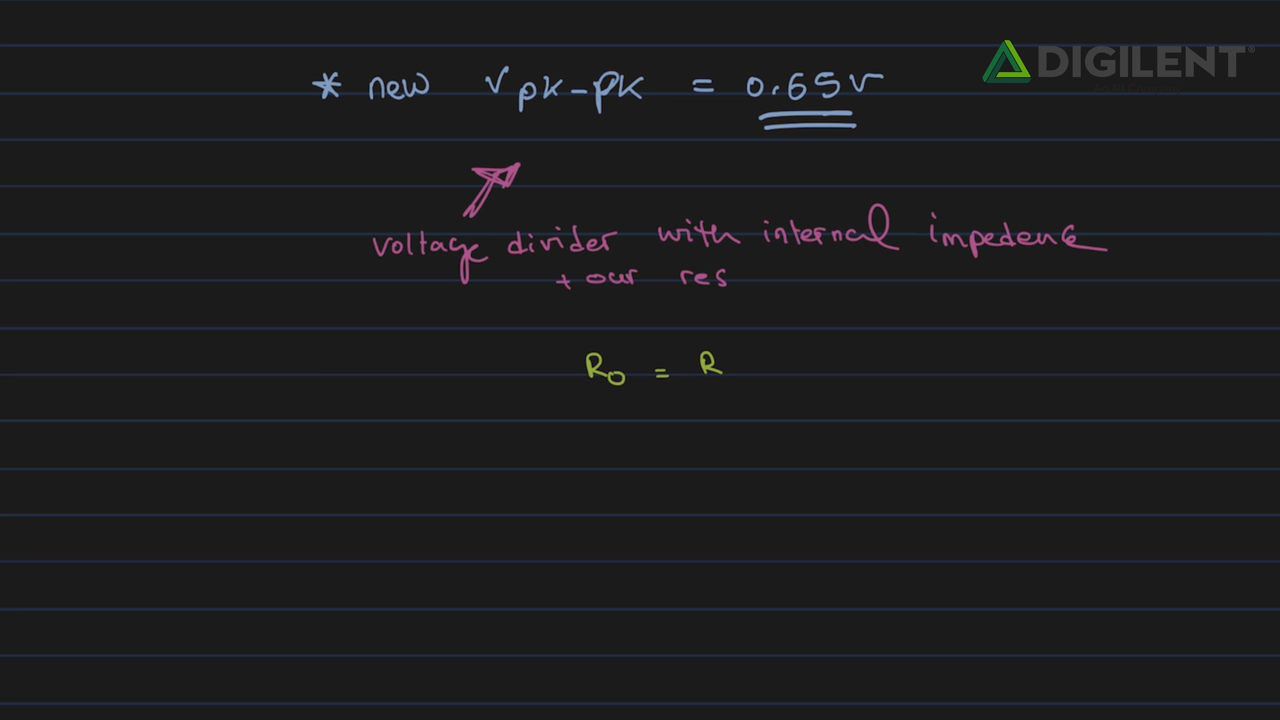 DIGILENT®
* new Vpk-pk = 0.65v
voltage divider with internal impedence
+ our res
R0 = R